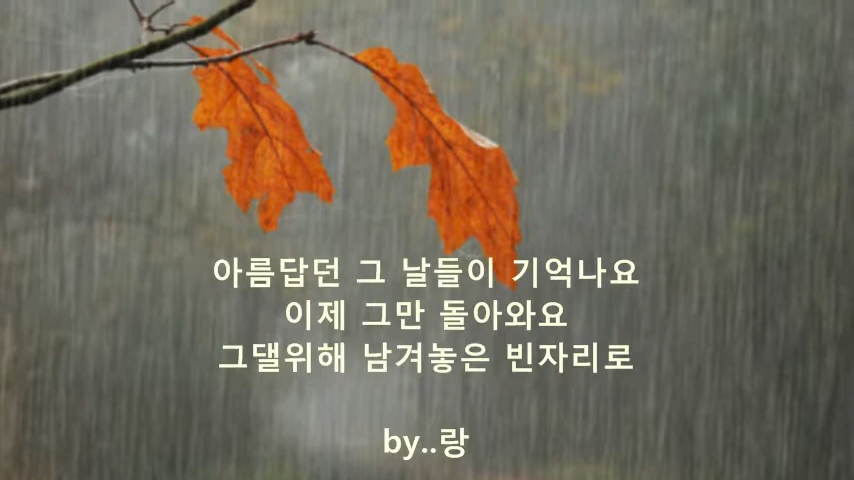 아름답던 그 날들이 기억나요
이제 그만 돌아와요
그댈위해 남겨놓은 빈자리로
by..랑